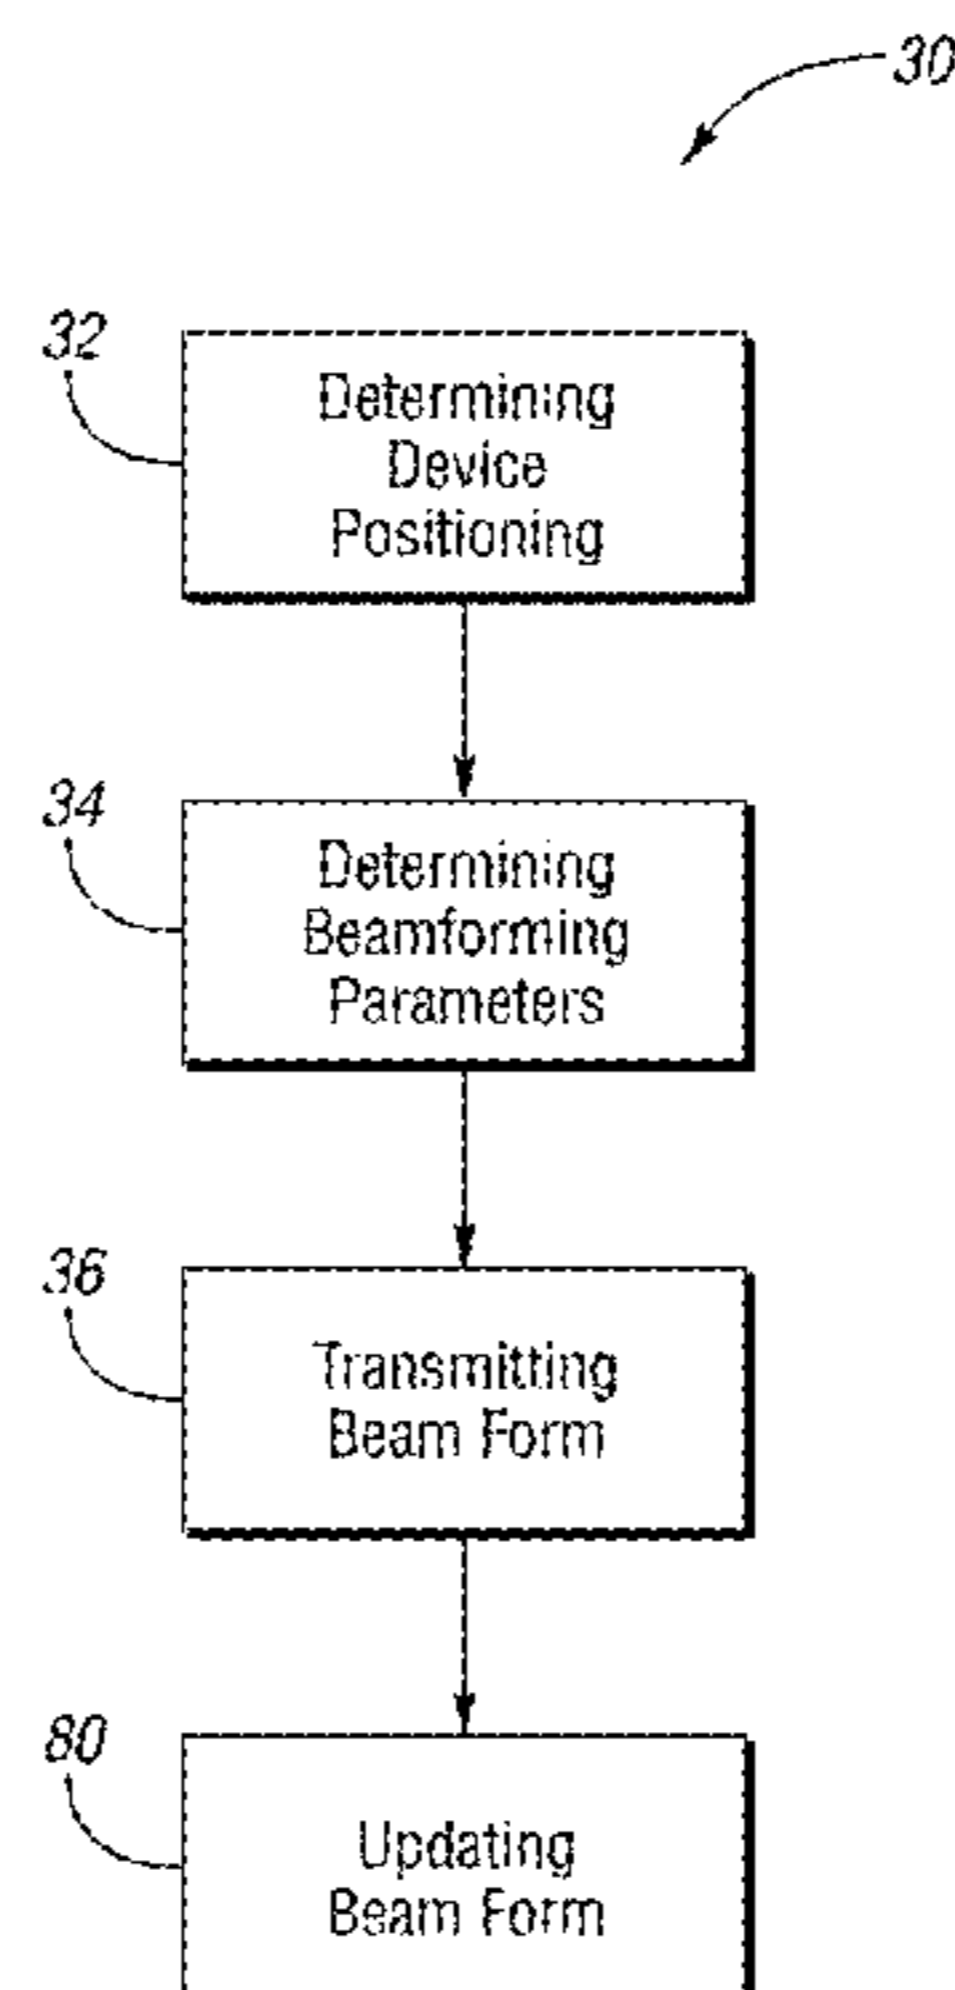 30
32
Determining
Device
Positioning
34
Determining
Beamforming
Parameters
36
Transmitting
Beam Form
80
Updating
Beam Form